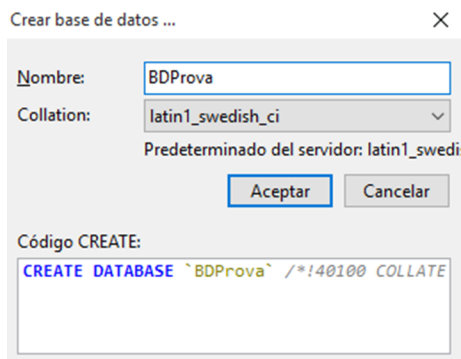 Crear base de datos ...
Nombre: BDProva
Collation: latin1_swedish_ci
Predeterminado del servidor: latin1_swedi
Aceptar Cancelar
Código CREATE:
CREATE DATABASE `BDProva` /*!40100 COLLATE